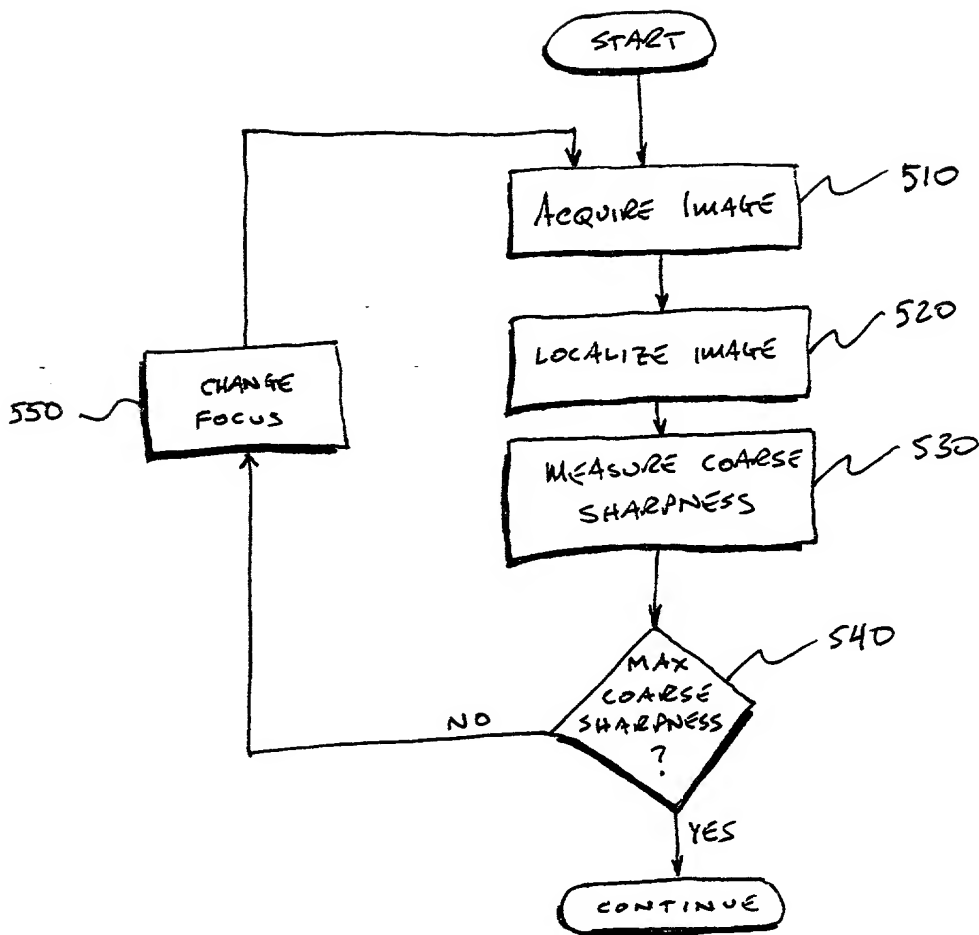 START
ACQUIRE IMAGE
510
LOCALIZE IMAGE
520
CHANGE
FOCUS
550
MEASURE COARSE
SHARPNESS
530
MAX
COARSE
SHARPNESS
?
540
NO
YES
CONTINUE